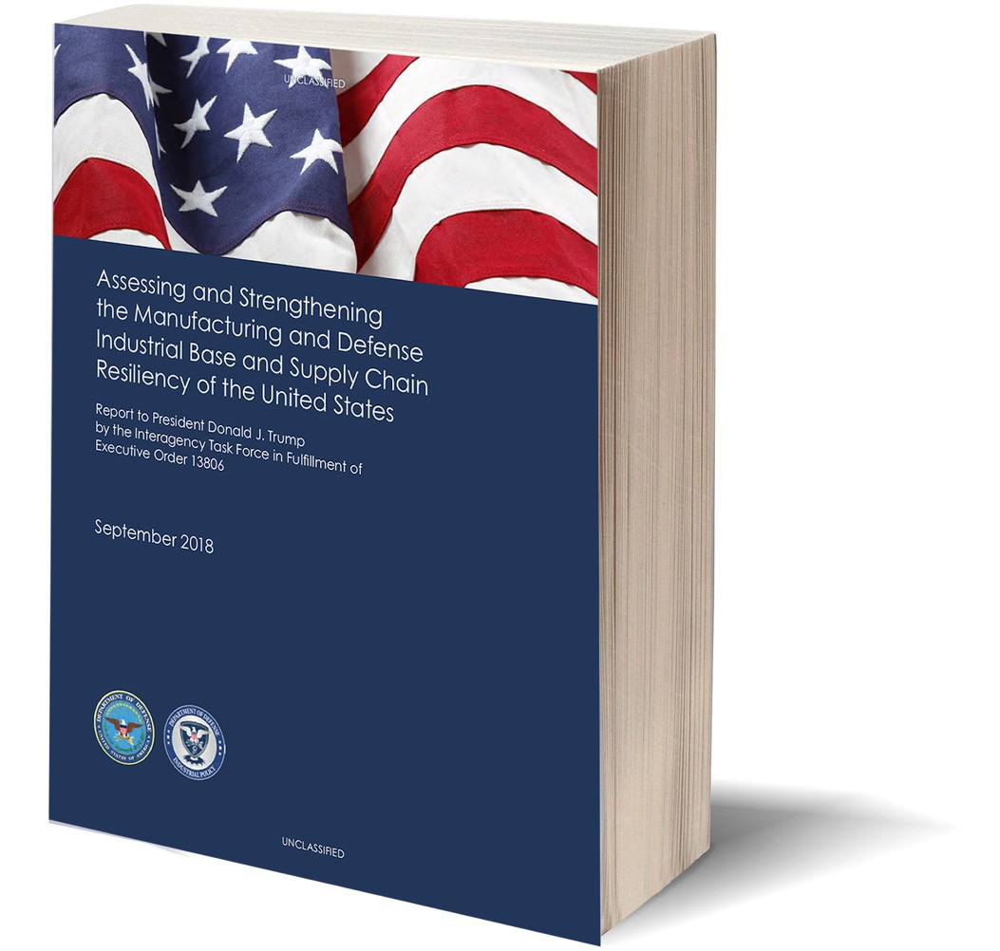 UNCLASSIFIED
Assessing and Strengthening
the Manufacturing and Defense
Industrial Base and Supply Chain
Resiliency of the United States
Report to President Donald J. Trump
by the Interagency Task Force in Fulfillment of
Executive Order 13806
September 2018
DEPARTMENT OF DEFENSE
UNITED STATES OF AMERICA
DEPARTMENT OF DEFENSE
INDUSTRIAL POLICY
UNCLASSIFIED